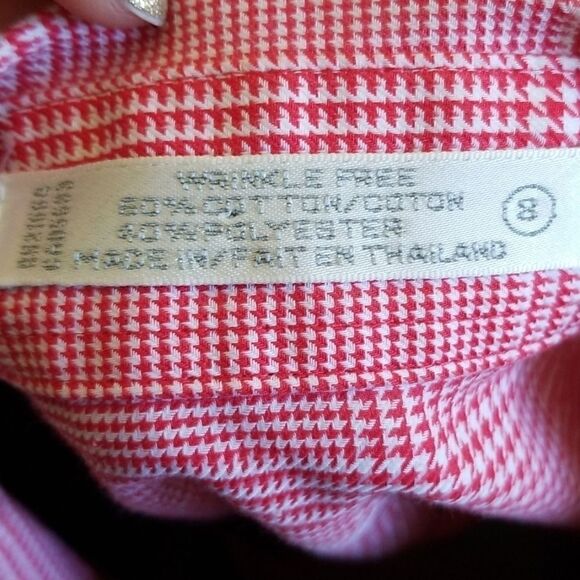 WRINKLE FREE
60% COTTON/COTON
40% POLYESTER
MADE IN/FAIT EN THAILAND
8